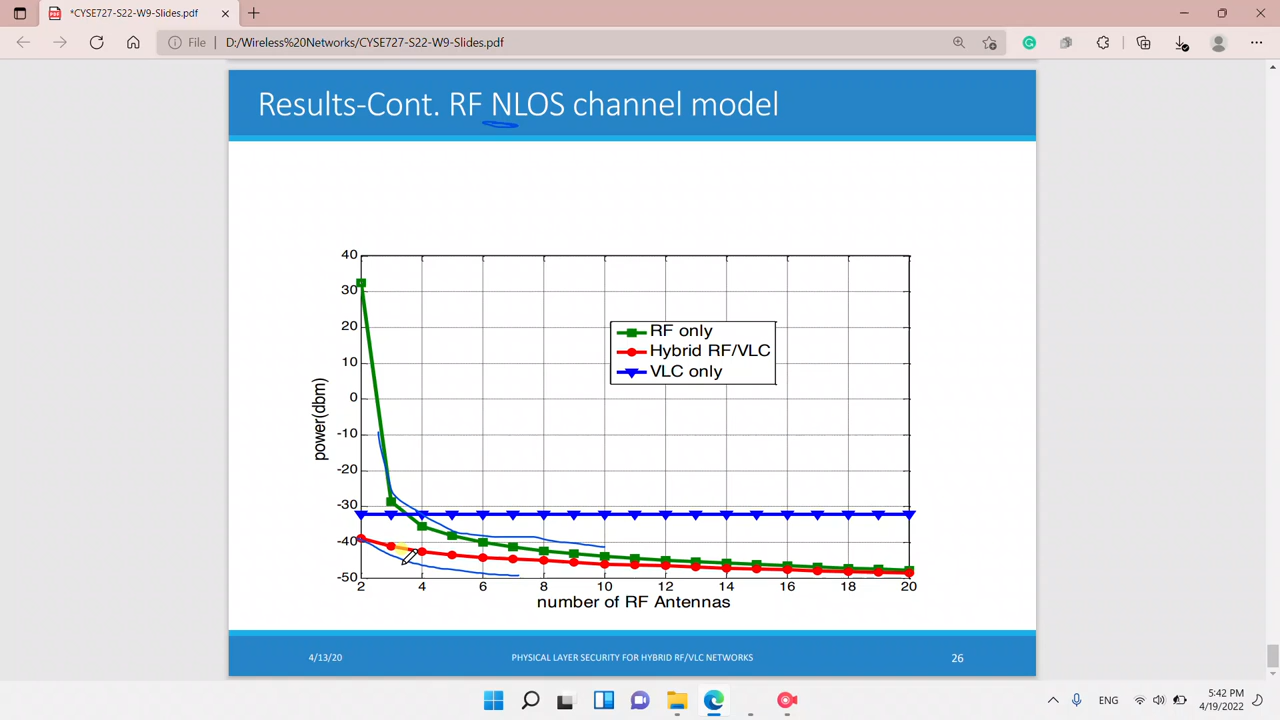 *CYSE727-S22-W9-Slides.pdf
File D:/Wireless%20Networks/CYSE727-S22-W9-Slides.pdf
Results-Cont. RF NLOS channel model
40
30
20
10
0
-10
-20
-30
-40
-50
power(dbm)
RF only
Hybrid RF/VLC
VLC only
2 4 6 8 10 12 14 16 18 20
number of RF Antennas
4/13/20 PHYSICAL LAYER SECURITY FOR HYBRID RF/VLC NETWORKS 26
ENG 5:42 PM
4/19/2022